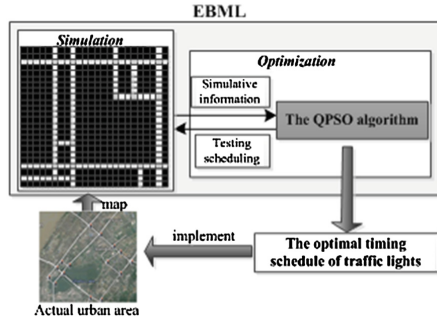 EBML
Simulation
Optimization
Simulative
information
The QPSO algorithm
Testing
scheduling
map
implement
The optimal timing
schedule of traffic lights
Actual urban area